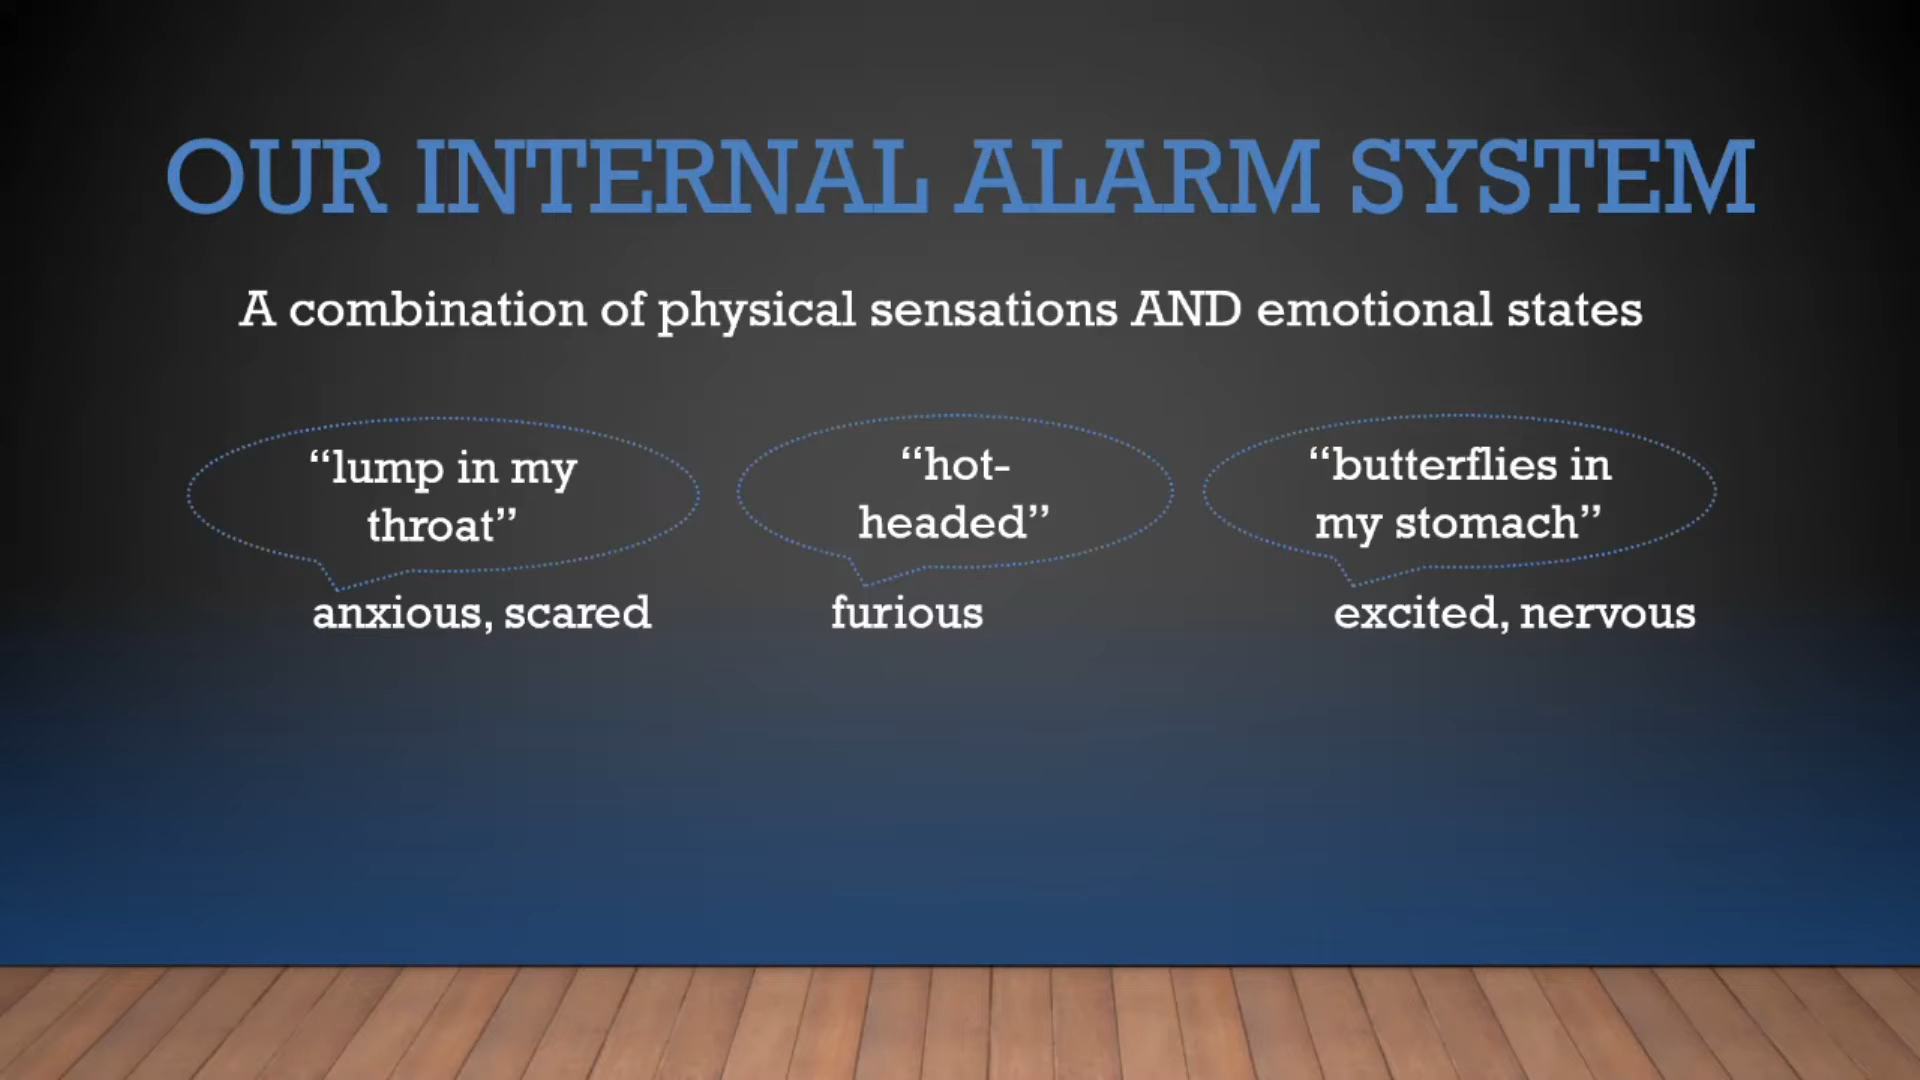 OUR INTERNAL ALARM SYSTEM
A combination of physical sensations AND emotional states
“lump in my
throat”
anxious, scared
“hot-
headed”
furious
“butterflies in
my stomach”
excited, nervous